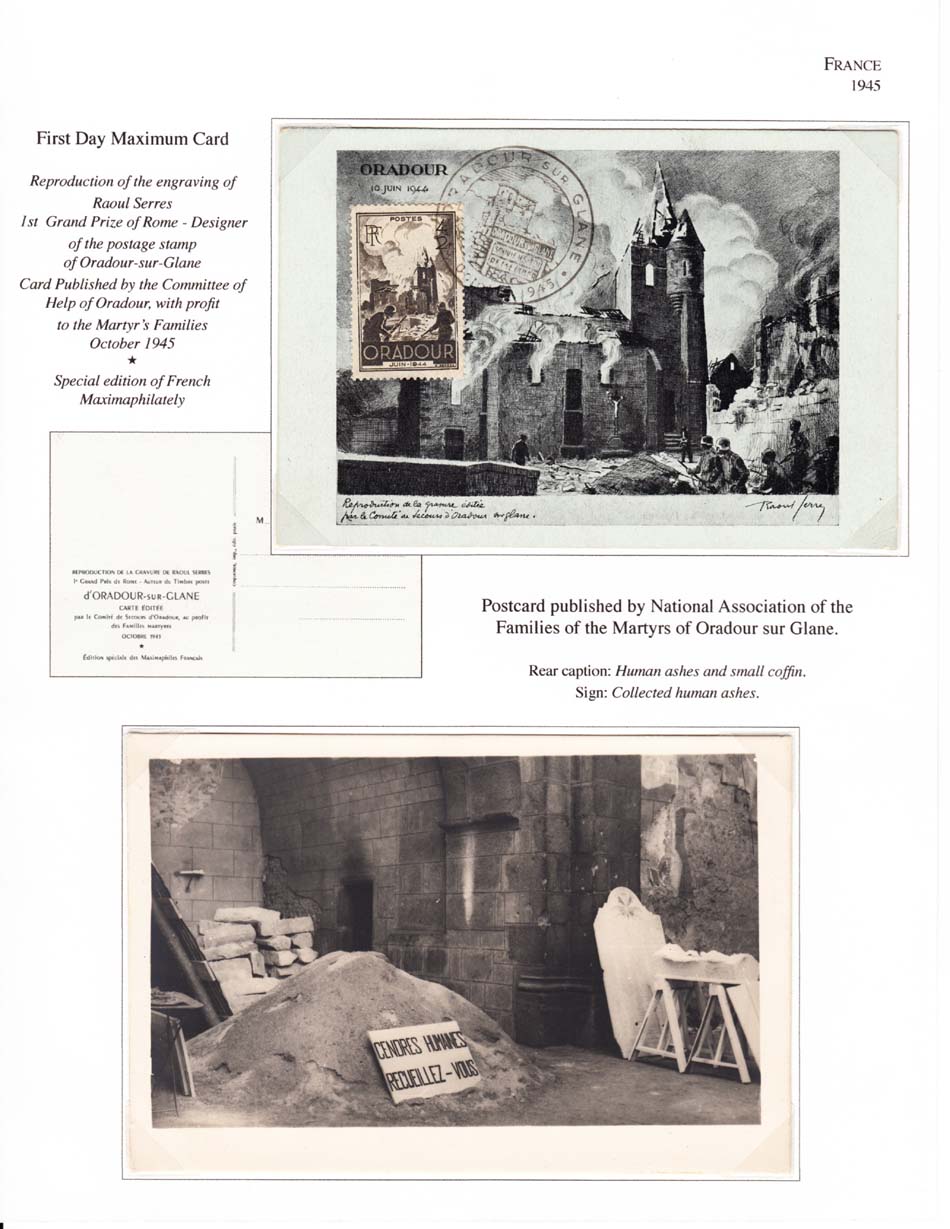 FRANCE
1945
First Day Maximum Card
Reproduction of the engraving of
Raoul Serres
1st Grand Prize of Rome - Designer
of the postage stamp
of Oradour-sur-Glane
Card Published by the Committee of
Help of Oradour, with profit
to the Martyr's Families
October 1945
★
Special edition of French
Maximaphilately
ORADOUR
10 JUIN 1944
POSTES
RF
4F
2F
ORADOUR
JUIN-1944
ORADOUR-SUR-GLANE
1945
Reproduction de la gravure éditée
par le Comité de Secours d'Oradour sur glane.
Raoul Serres
M
REPRODUCTION DE LA GRAVURE DE RAOUL SERRES
1er Grand Prix de Rome - Auteur du Timbre poste
d'ORADOUR-SUR-GLANE
CARTE ÉDITÉE
par le Comité de Secours d'Oradour, au profit
des Familles martyres
OCTOBRE 1945
★
Édition spéciale des Maximaphiles Français
Postcard published by National Association of the
Families of the Martyrs of Oradour sur Glane.
Rear caption: Human ashes and small coffin.
Sign: Collected human ashes.
CENDRES HUMAINES
RECUEILLEZ-VOUS